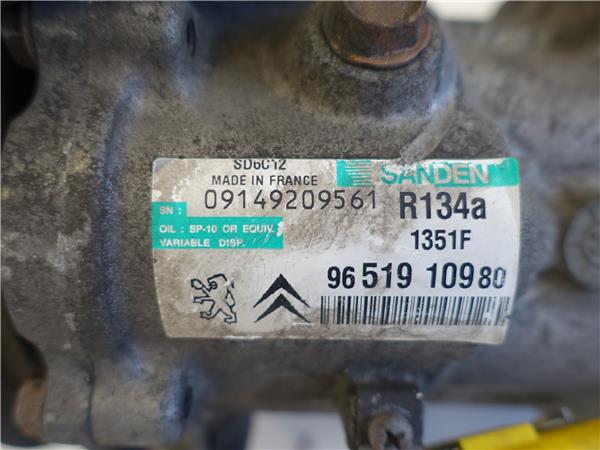 SD6C12
SANDEN
MADE IN FRANCE
SN : 09149209561 R134a
OIL : SP-10 OR EQUIV.
VARIABLE DISP.
1351F
96 519 109 80